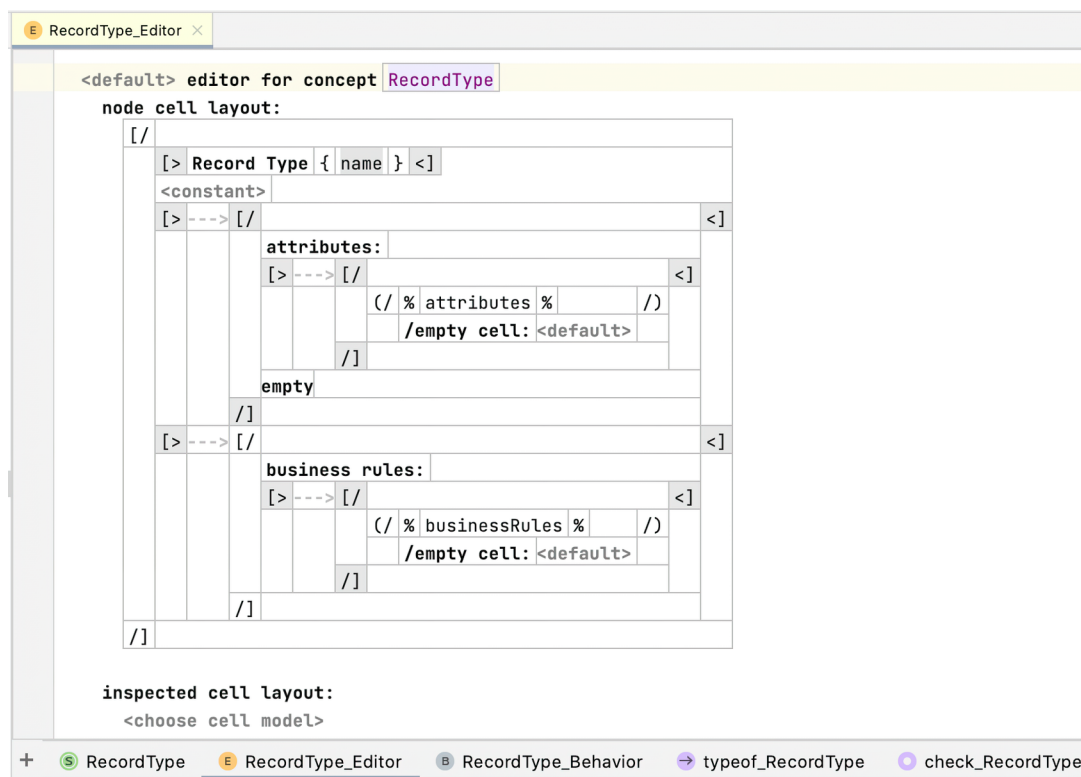 E RecordType_Editor ×
<default> editor for concept RecordType
node cell layout:
[/
[> Record Type { name } <]
<constant>
[> ---> [/ <]
attributes:
[> ---> [/ <]
(/ % attributes % /)
/empty cell: <default>
/]
empty
/]
[> ---> [/ <]
business rules:
[> ---> [/ <]
(/ % businessRules % /)
/empty cell: <default>
/]
/]
/]
inspected cell layout:
<choose cell model>
+ S RecordType E RecordType_Editor B RecordType_Behavior → typeof_RecordType check_RecordType